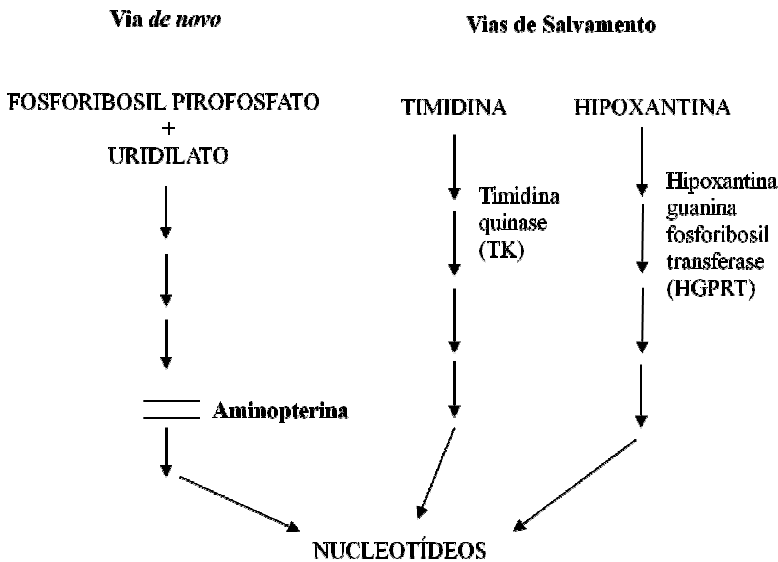 Via de novo
Vias de Salvamento
FOSFORIBOSIL PIROFOSFATO
+
URIDILATO
TIMIDINA
HIPOXANTINA
Timidina
quinase
(TK)
Hipoxantina
guanina
fosforibosil
transferase
(HGPRT)
Aminopterina
NUCLEOTÍDEOS